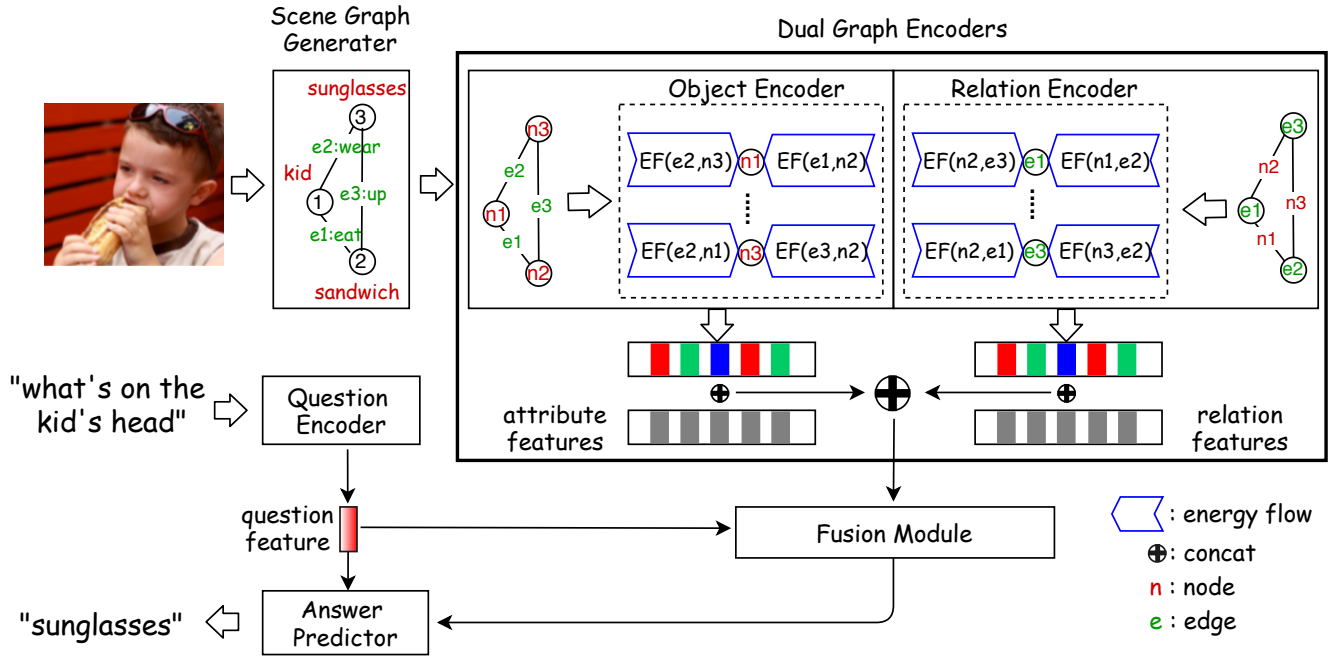 Scene Graph
Generater
Dual Graph Encoders
sunglasses
3
e2:wear
kid
1
e3:up
e1:eat
2
sandwich
n3
e2
n1
e3
e1
n2
Object Encoder
EF(e2,n3)
n1
EF(e1,n2)
EF(e2,n1)
n3
EF(e3,n2)
Relation Encoder
EF(n2,e3)
e1
EF(n1,e2)
EF(n2,e1)
e3
EF(n3,e2)
e3
n2
e1
n3
n1
e2
attribute
features
relation
features
"what's on the
kid's head"
Question
Encoder
question
feature
Fusion Module
Answer
Predictor
"sunglasses"
: energy flow
: concat
n : node
e : edge